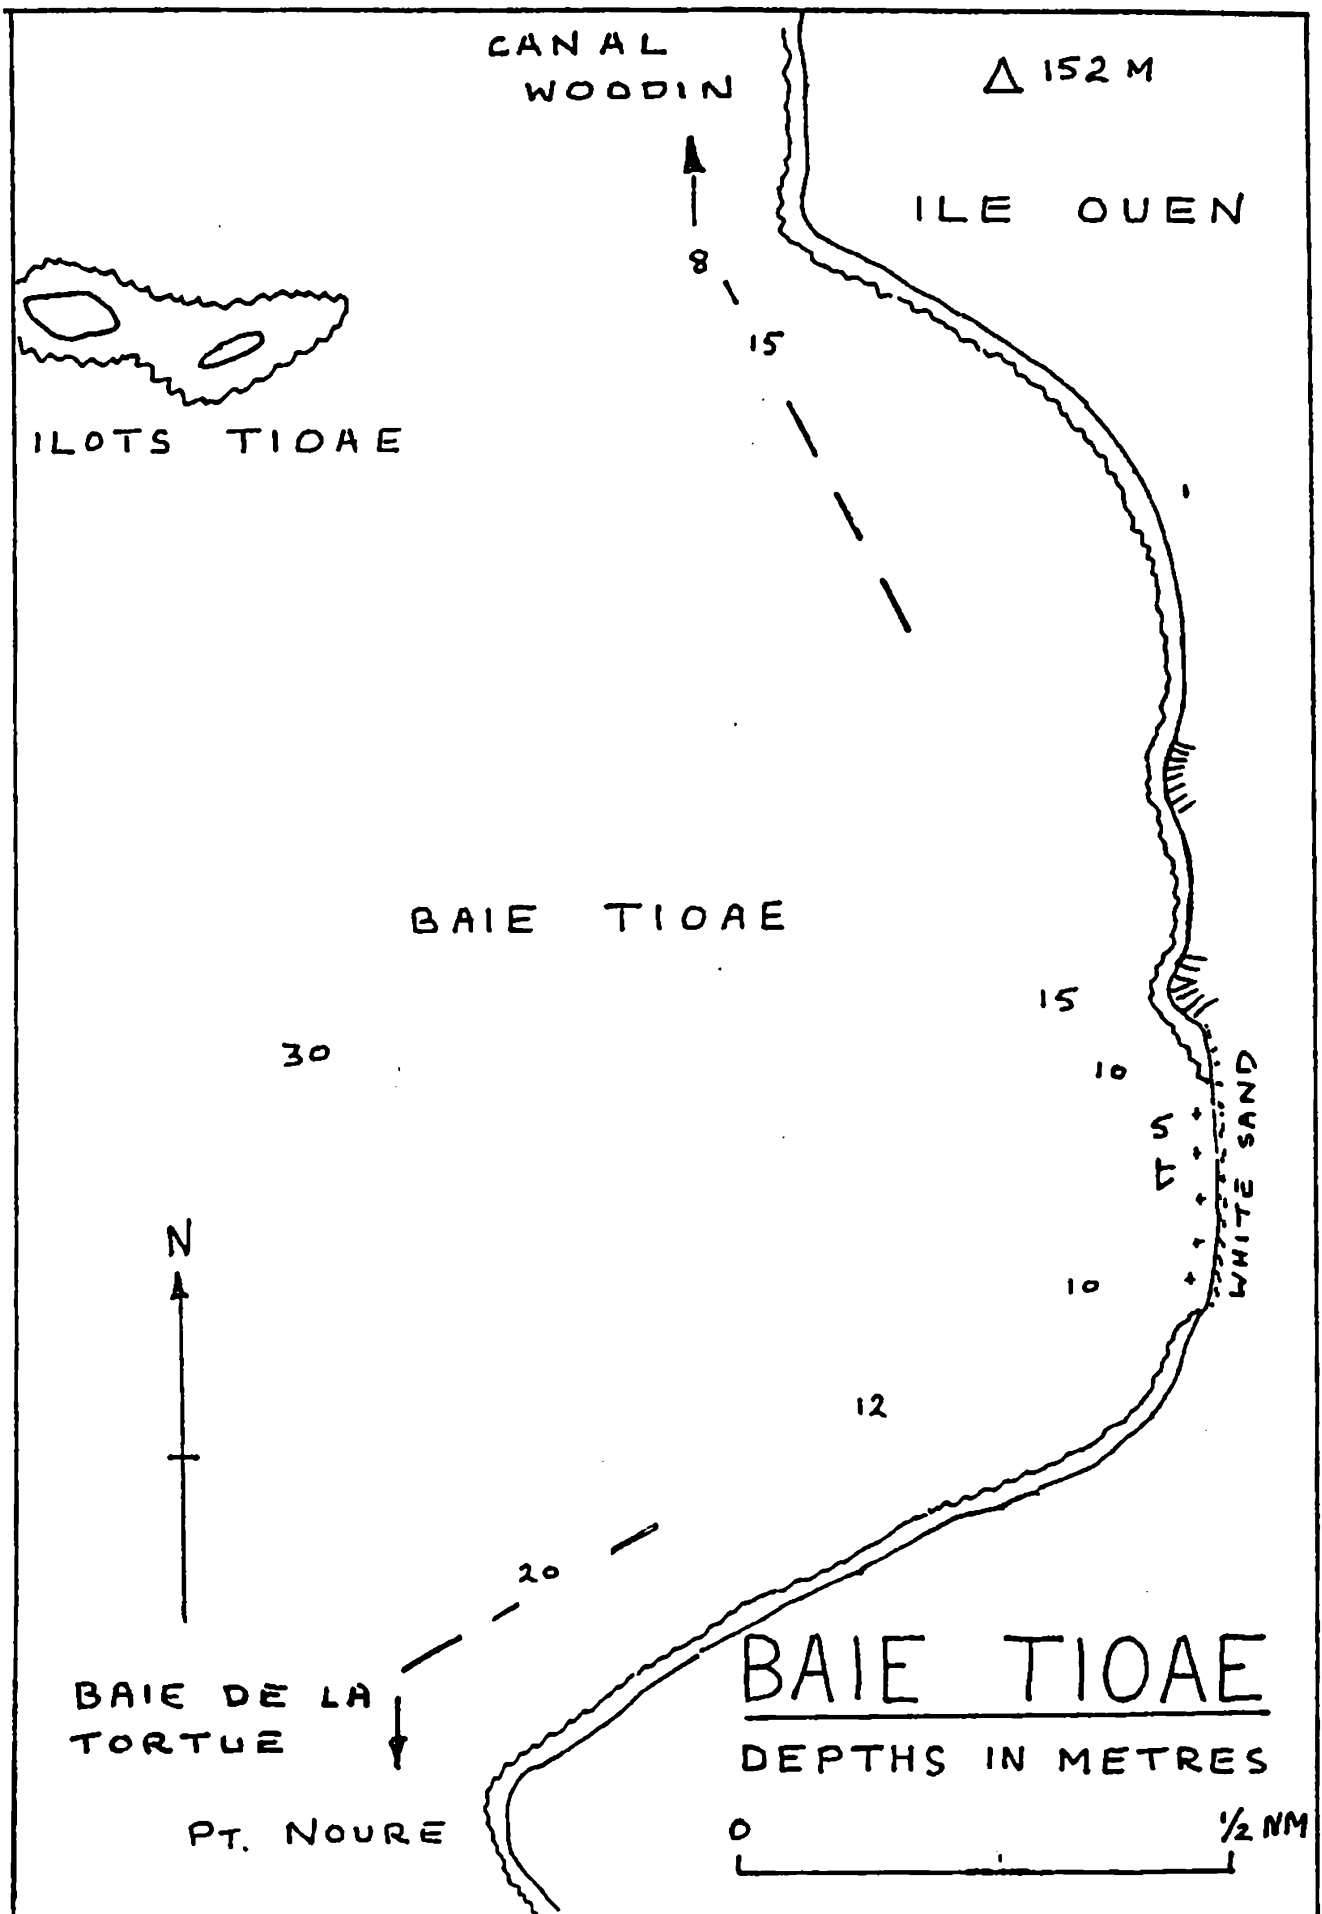 CANAL
WOODIN
152 M
ILE OUEN
8
15
ILOTS TIOAE
BAIE TIOAE
15
30
10
5
WHITE SAND
N
10
12
20
BAIE DE LA
TORTUE
BAIE TIOAE
DEPTHS IN METRES
PT. NOURE
0 1/2 NM